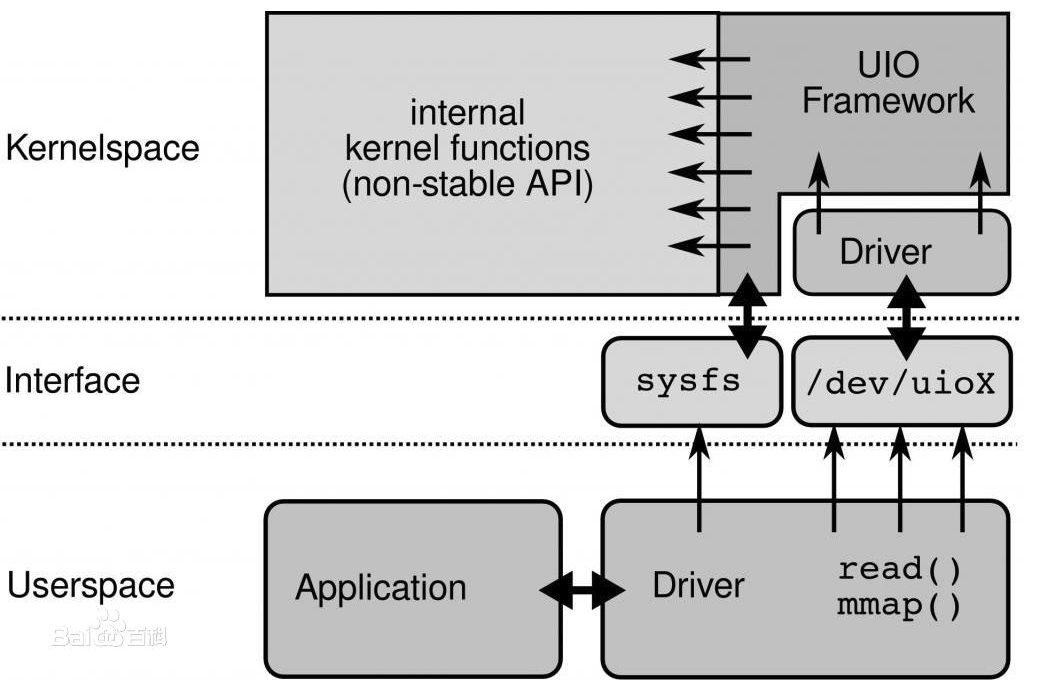 Kernelspace
internal
kernel functions
(non-stable API)
UIO
Framework
Driver
Interface
sysfs
/dev/uioX
Userspace
Application
Driver
read()
mmap()
Bai百科